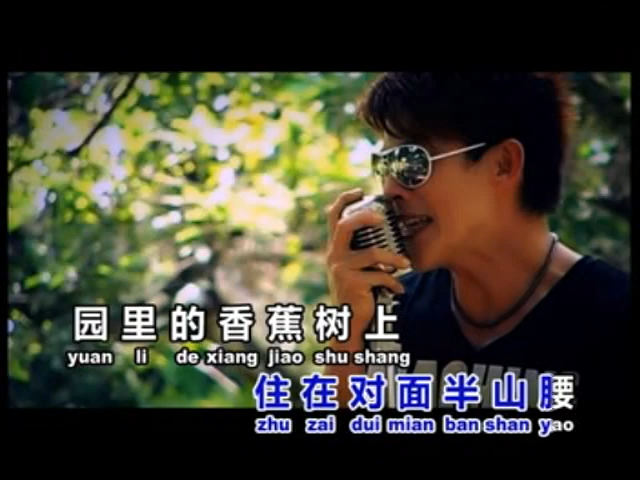 园里的香蕉树上
yuan li de xiang jiao shu shang
住在对面半山腰
zhu zai dui mian ban shan yao